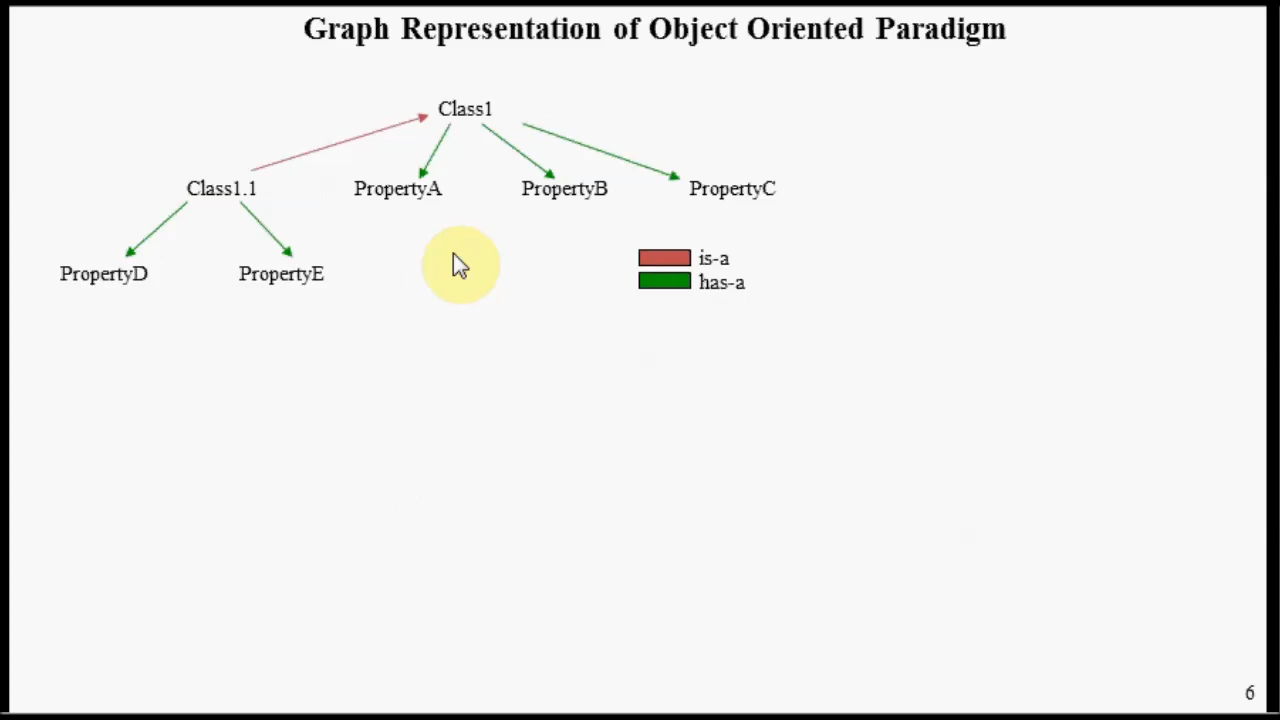 Graph Representation of Object Oriented Paradigm
Class1
Class1.1 PropertyA PropertyB PropertyC
PropertyD PropertyE
is-a
has-a
6